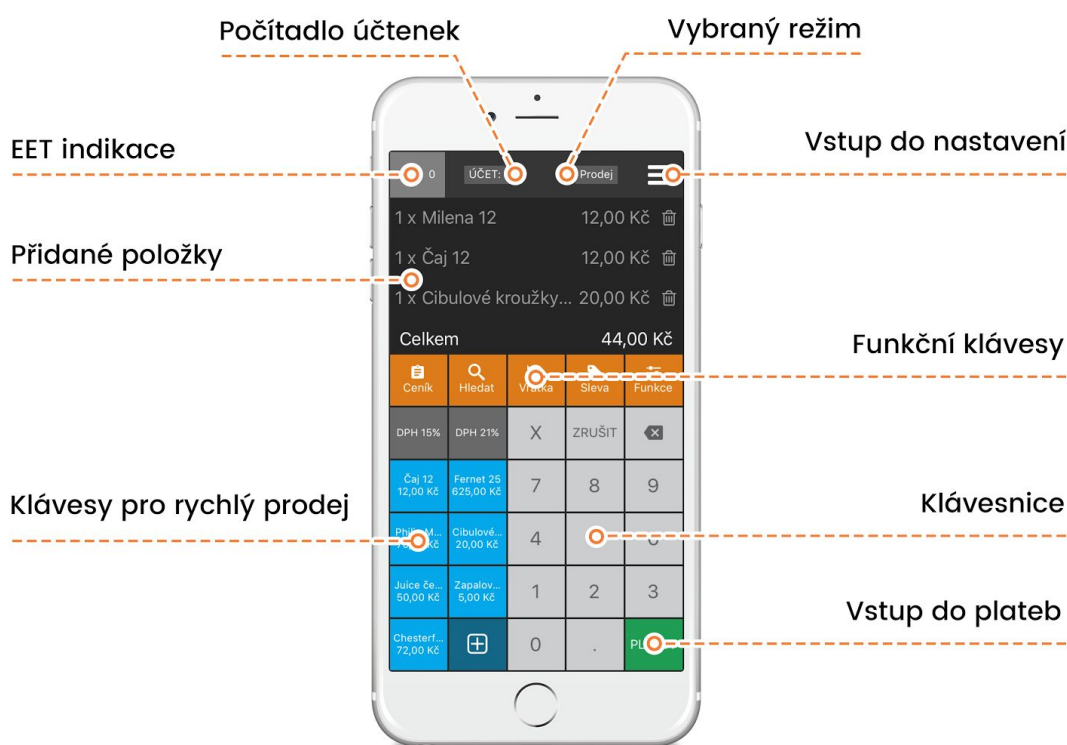 Počítadlo účtenek
Vybraný režim
EET indikace
Vstup do nastavení
0
ÚČET:
Prodej
1 x Milena 12 12,00 Kč
Přidané položky
1 x Čaj 12 12,00 Kč
1 x Cibulové kroužky... 20,00 Kč
Celkem 44,00 Kč
Funkční klávesy
Ceník
Hledat
Vratka
Sleva
Funkce
DPH 15%
DPH 21%
X
ZRUŠIT
Čaj 12
12,00 Kč
Fernet 25
625,00 Kč
7
8
9
Klávesy pro rychlý prodej
Klávesnice
Cibulové...
20,00 Kč
4
Juice če...
50,00 Kč
Zapalov...
5,00 Kč
1
2
3
Vstup do plateb
Chesterf...
72,00 Kč
0
.